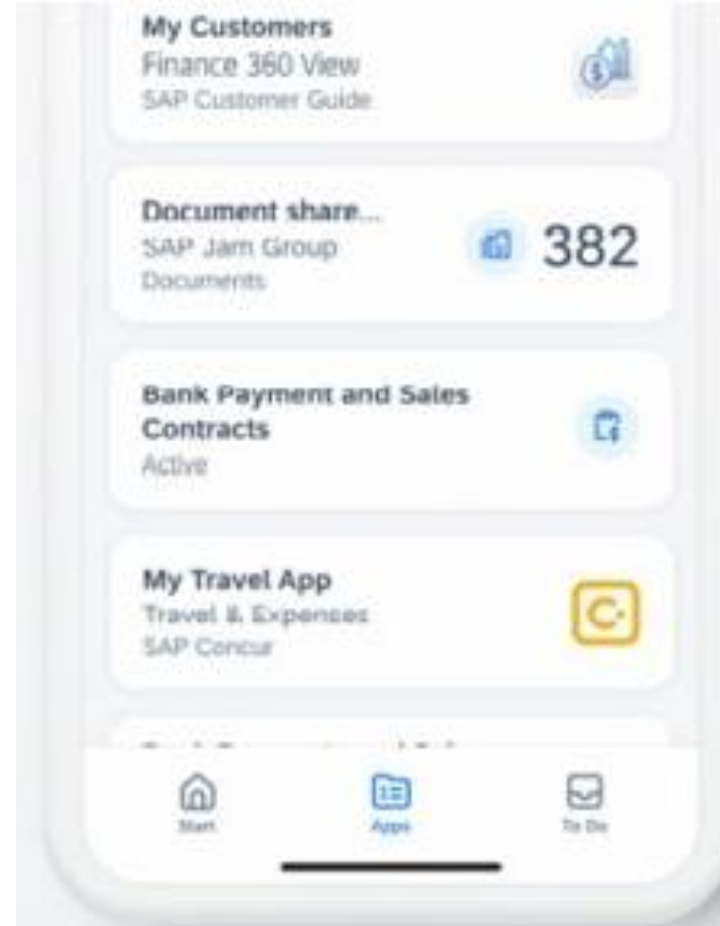 My Customers
Finance 360 View
SAP Customer Guide
Document share...
SAP Jam Group
382
Documents
Bank Payment and Sales
Contracts
Active
My Travel App
Travel & Expenses
SAP Concur
Start
Apps
To Do